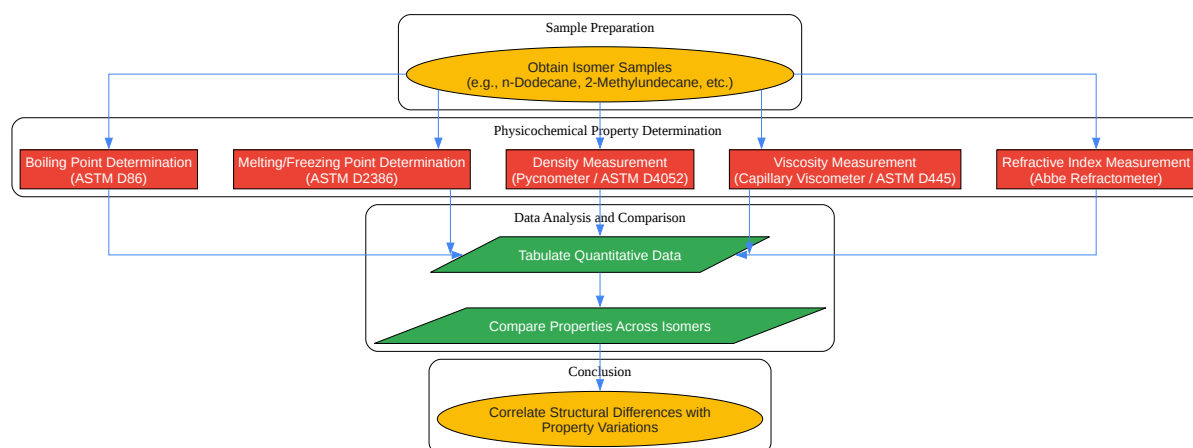 Sample Preparation
Obtain Isomer Samples
(e.g., n-Dodecane, 2-Methylundecane, etc.)
Physicochemical Property Determination
Boiling Point Determination
(ASTM D86)
Melting/Freezing Point Determination
(ASTM D2386)
Density Measurement
(Pycnometer / ASTM D4052)
Viscosity Measurement
(Capillary Viscometer / ASTM D445)
Refractive Index Measurement
(Abbe Refractometer)
Data Analysis and Comparison
Tabulate Quantitative Data
Compare Properties Across Isomers
Conclusion
Correlate Structural Differences with
Property Variations